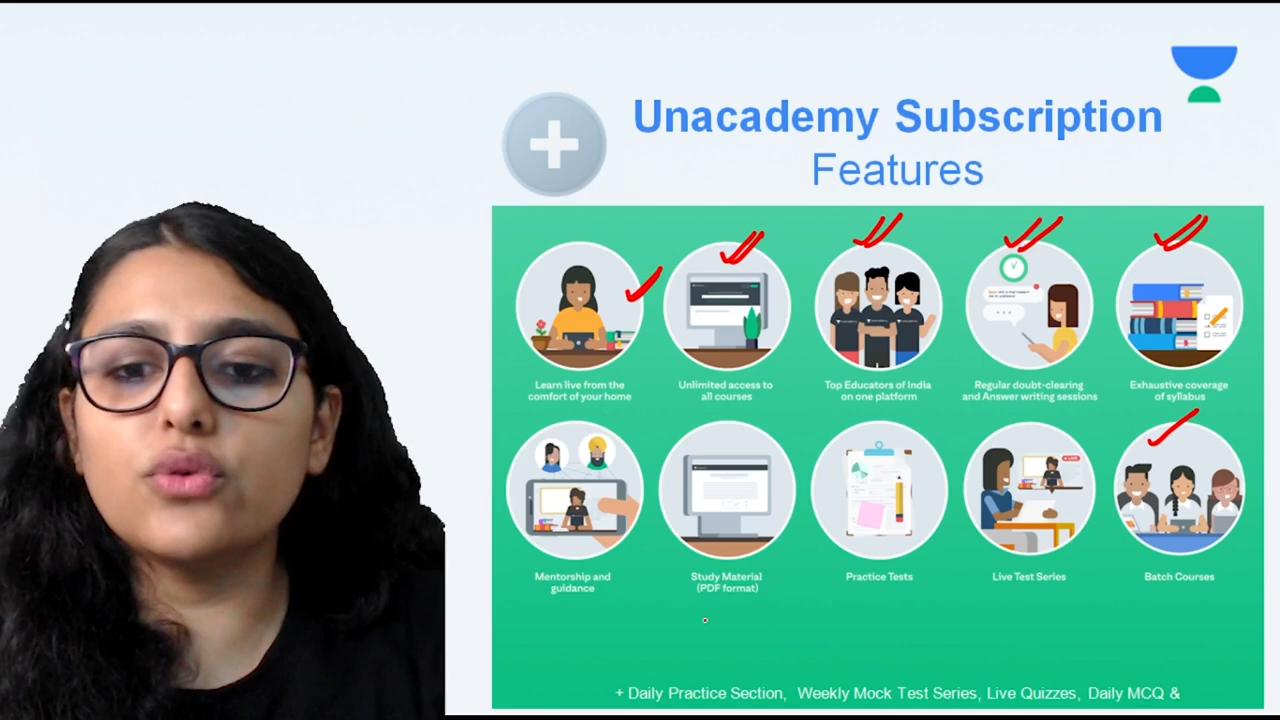 Unacademy Subscription
Features
Learn live from the
comfort of your home
Unlimited access to
all courses
Top Educators of India
on one platform
Regular doubt-clearing
and Answer writing sessions
Exhaustive coverage
of syllabus
Mentorship and
guidance
Study Material
(PDF format)
Practice Tests
Live Test Series
Batch Courses
+ Daily Practice Section, Weekly Mock Test Series, Live Quizzes, Daily MCQ &